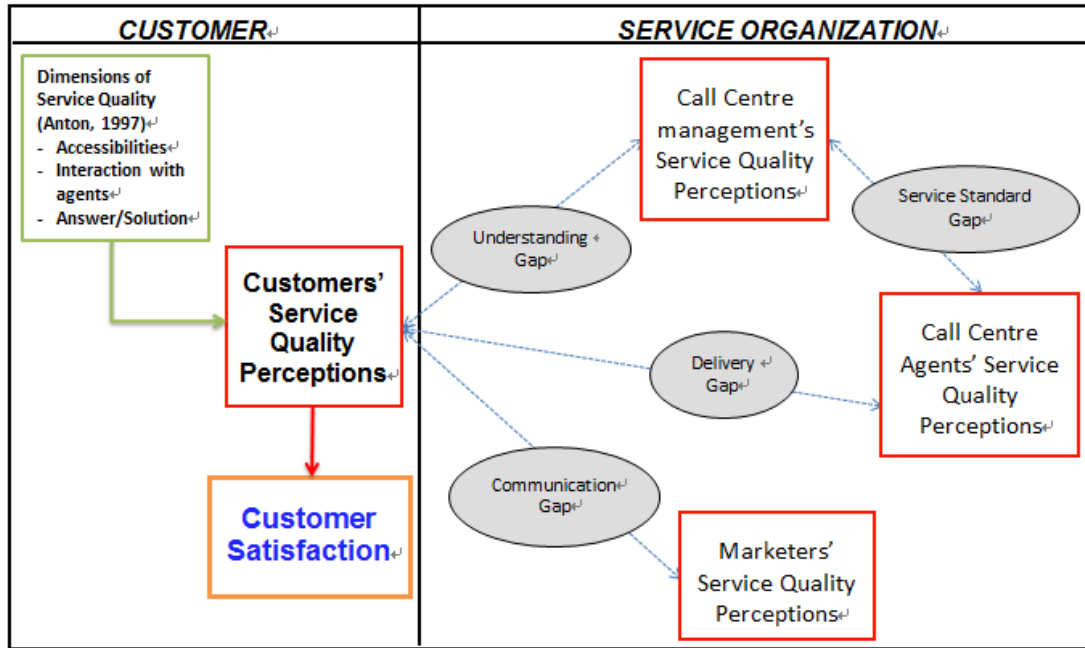 CUSTOMER
SERVICE ORGANIZATION
Dimensions of
Service Quality
(Anton, 1997)
- Accessibilities
- Interaction with
agents
- Answer/Solution
Customers’
Service
Quality
Perceptions
Customer
Satisfaction
Call Centre
management’s
Service Quality
Perceptions
Service Standard
Gap
Understanding
Gap
Call Centre
Agents’ Service
Quality
Perceptions
Delivery
Gap
Communication
Gap
Marketers’
Service Quality
Perceptions